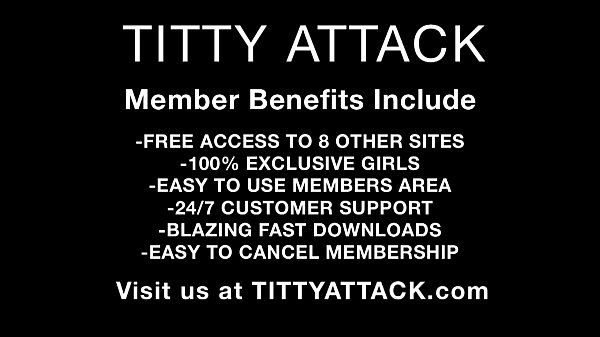 TITTY ATTACK
Member Benefits Include
-FREE ACCESS TO 8 OTHER SITES
-100% EXCLUSIVE GIRLS
-EASY TO USE MEMBERS AREA
-24/7 CUSTOMER SUPPORT
-BLAZING FAST DOWNLOADS
-EASY TO CANCEL MEMBERSHIP
Visit us at TITTYATTACK.com